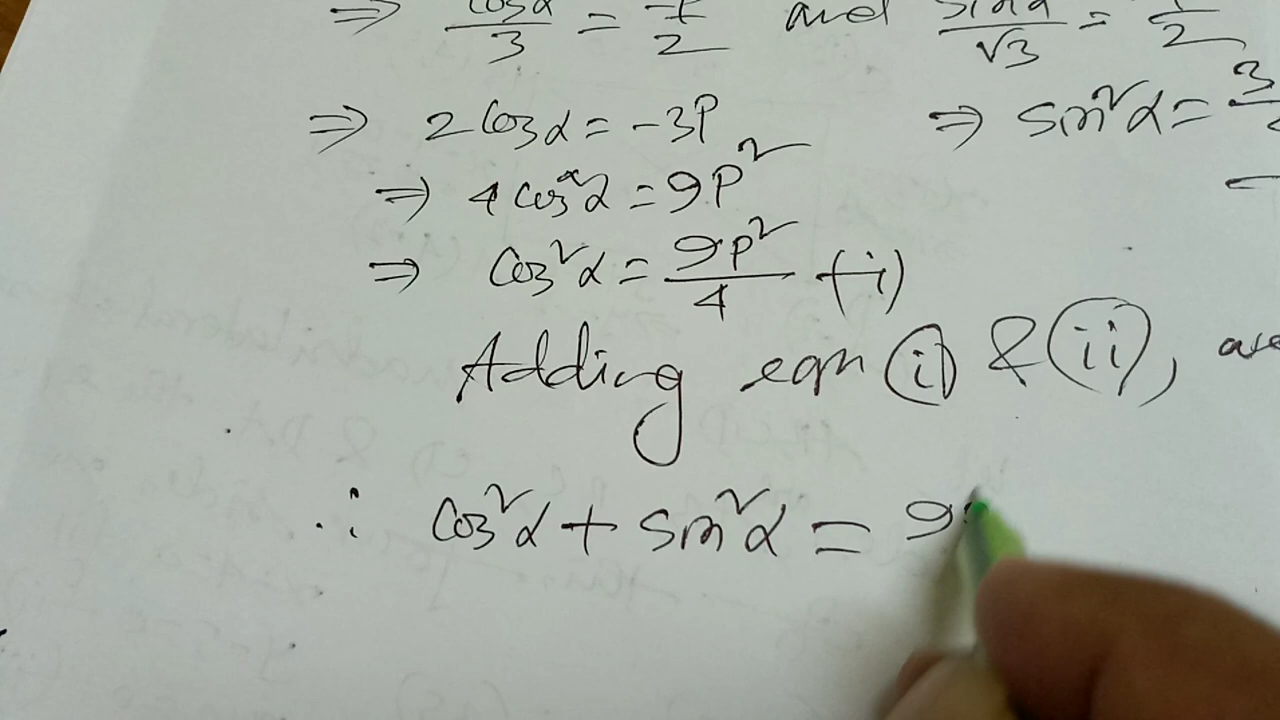 ⇒ cosα/3 = /2 and sinα/√3 = /2
⇒ 2cosα = -3P ⇒ sin²α = 3/
⇒ 4cos²α = 9P²
⇒ cos²α = 9P²/4 —(i)
Adding eqn (i) & (ii),
∴ cos²α + sin²α = 9